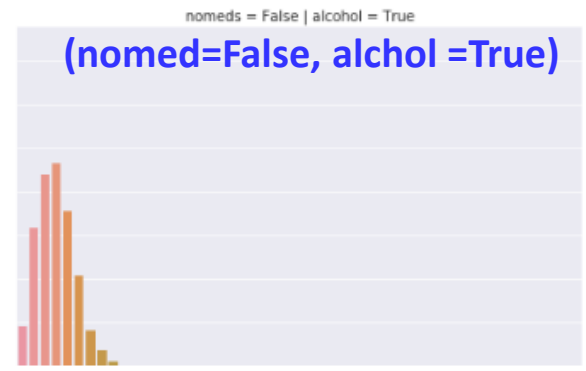 nomeds = False | alcohol = True
(nomed=False, alchol =True)